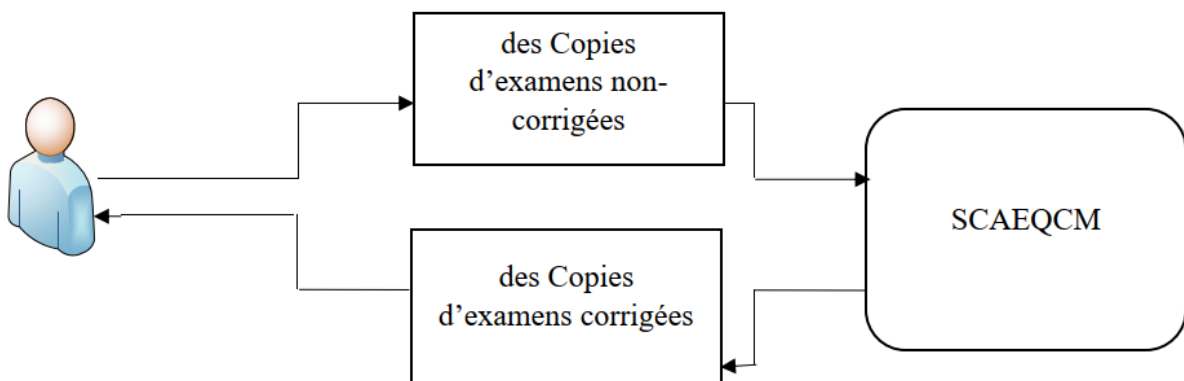 des Copies
d’examens non-
corrigées
SCAEQCM
des Copies
d’examens corrigées